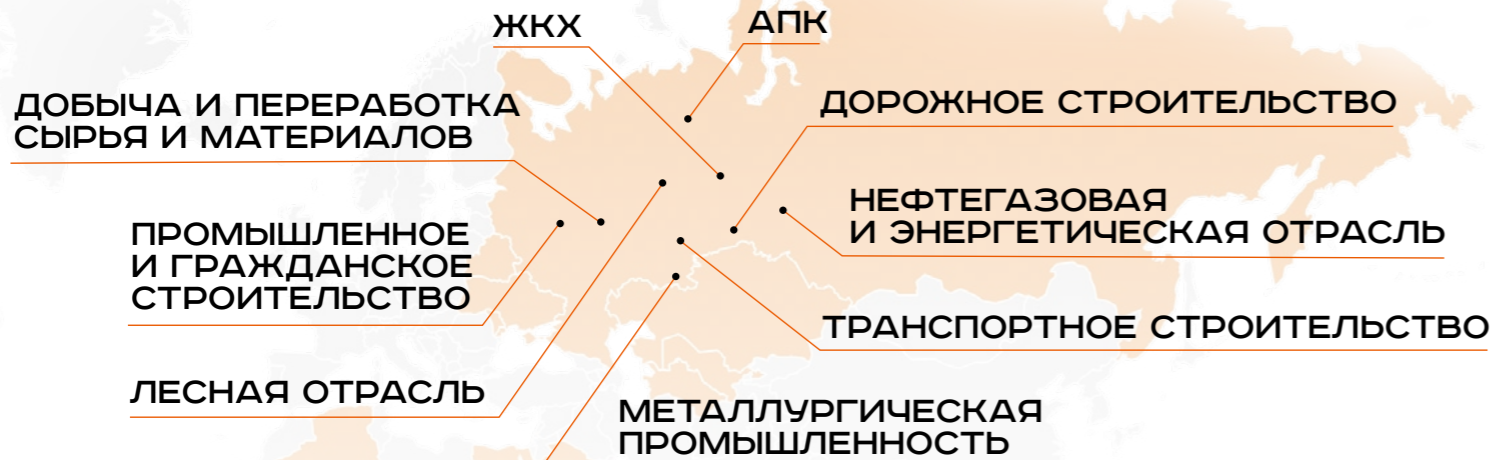 ЖКХ
АПК
ДОБЫЧА И ПЕРЕРАБОТКА
СЫРЬЯ И МАТЕРИАЛОВ
ДОРОЖНОЕ СТРОИТЕЛЬСТВО
НЕФТЕГАЗОВАЯ
И ЭНЕРГЕТИЧЕСКАЯ ОТРАСЛЬ
ПРОМЫШЛЕННОЕ
И ГРАЖДАНСКОЕ
СТРОИТЕЛЬСТВО
ТРАНСПОРТНОЕ СТРОИТЕЛЬСТВО
ЛЕСНАЯ ОТРАСЛЬ
МЕТАЛЛУРГИЧЕСКАЯ
ПРОМЫШЛЕННОСТЬ